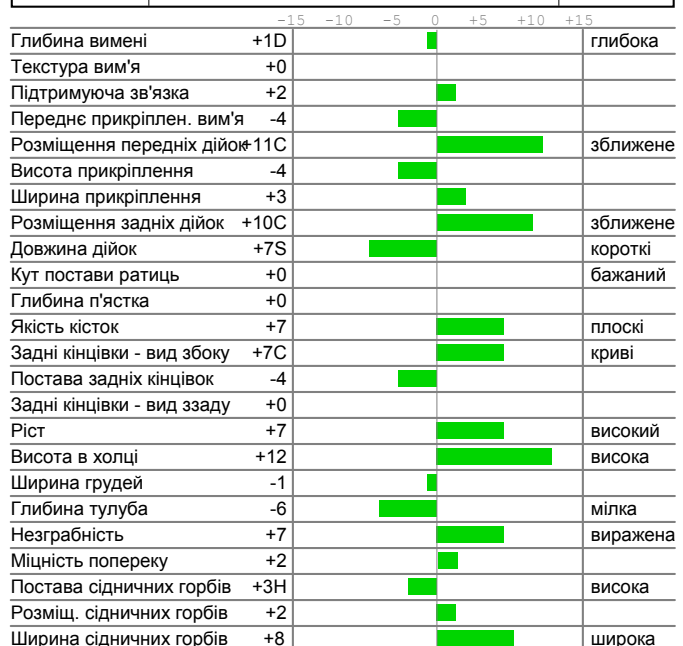 -15 -10 -5 0 +5 +10 +15
Глибина вимені +1D глибока
Текстура вим'я +0
Підтримуюча зв'язка +2
Переднє прикріплен. вим'я -4
Розміщення передніх дійок+11C зближене
Висота прикріплення -4
Ширина прикріплення +3
Розміщення задніх дійок +10C зближене
Довжина дійок +7S короткі
Кут постави ратиць +0 бажаний
Глибина п'ястка +0
Якість кісток +7 плоскі
Задні кінцівки - вид збоку +7C криві
Постава задніх кінцівок -4
Задні кінцівки - вид ззаду +0
Ріст +7 високий
Висота в холці +12 висока
Ширина грудей -1
Глибина тулуба -6 мілка
Незграбність +7 виражена
Міцність попереку +2
Постава сідничних горбів +3H висока
Розміщ. сідничних горбів +2
Ширина сідничних горбів +8 широка